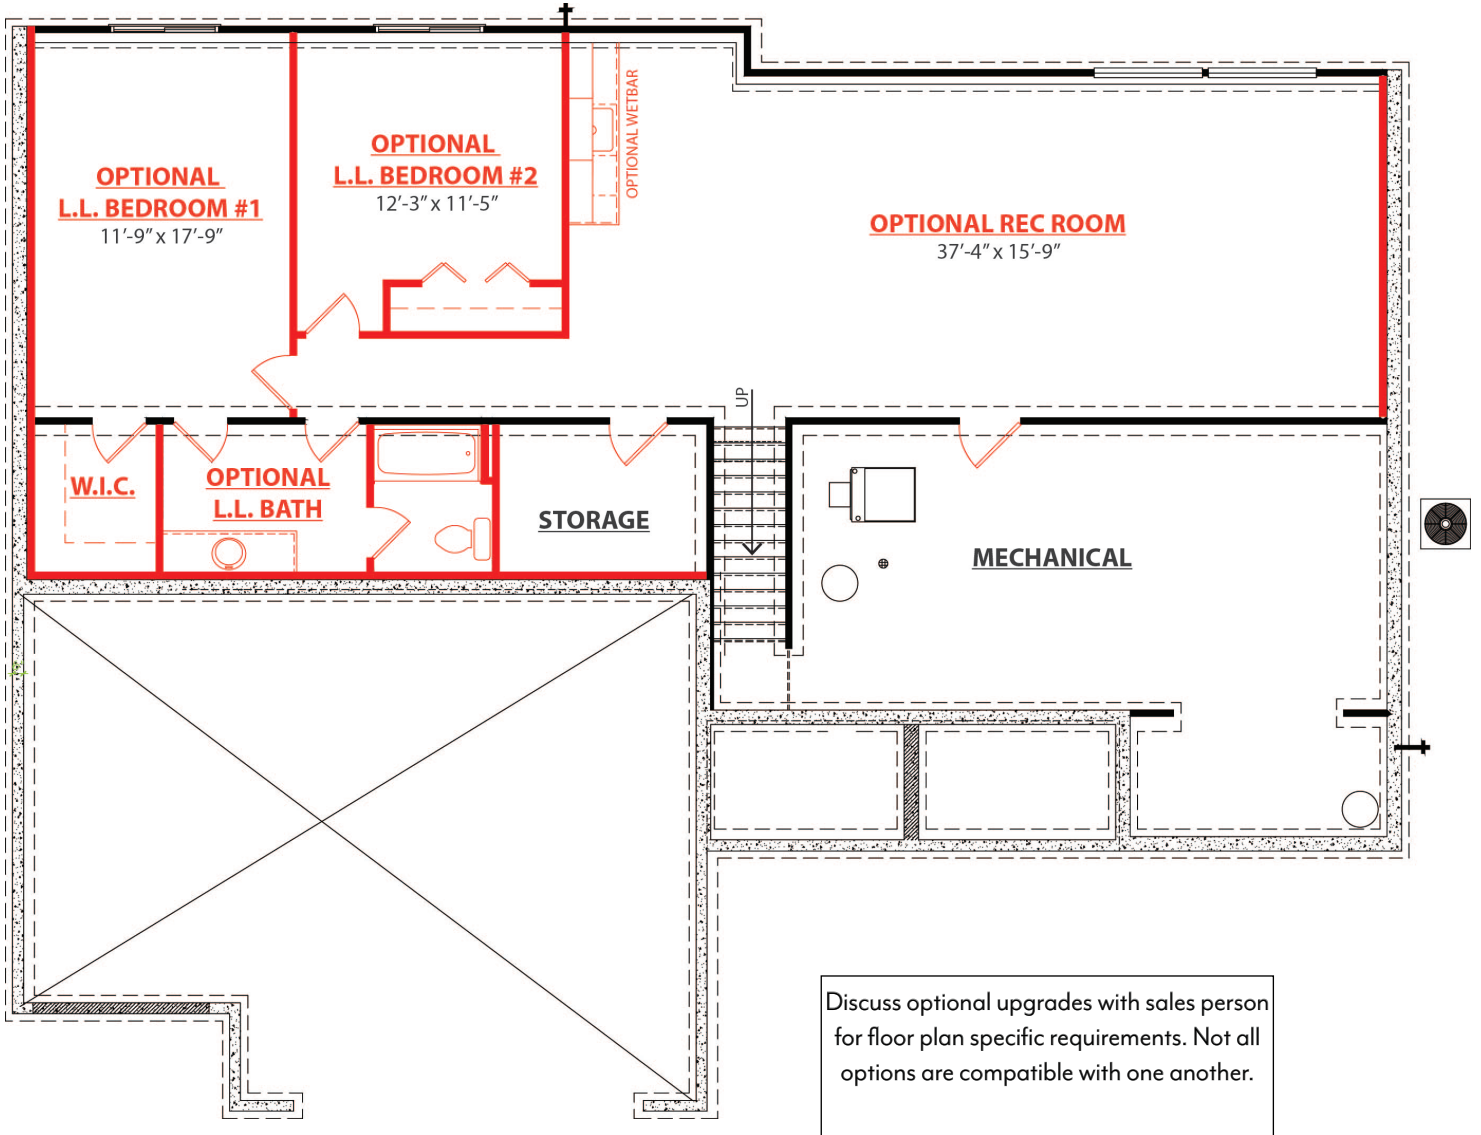 OPTIONAL
L.L. BEDROOM #1
11'-9" x 17'-9"
OPTIONAL
L.L. BEDROOM #2
12'-3" x 11'-5"
OPTIONAL WETBAR
OPTIONAL REC ROOM
37'-4" x 15'-9"
UP
W.I.C.
OPTIONAL
L.L. BATH
STORAGE
MECHANICAL
Discuss optional upgrades with sales person
for floor plan specific requirements. Not all
options are compatible with one another.